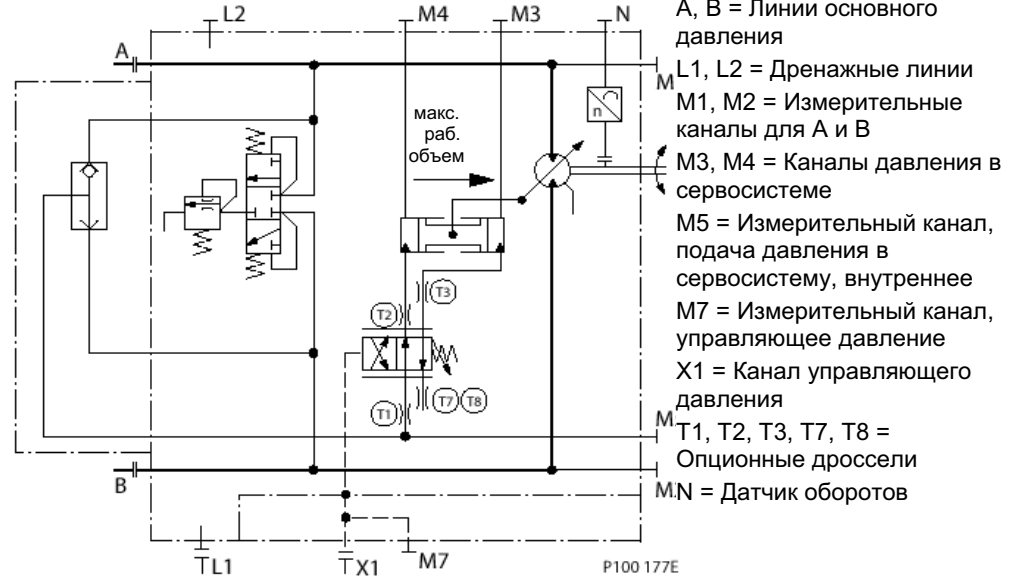 L2
M4
M3
N
A
M
n
макс.
раб.
объем
T3
T2
T7
T8
T1
M
B
M
L1
X1
M7
P100 177E
A, B = Линии основного
давления
L1, L2 = Дренажные линии
M1, M2 = Измерительные
каналы для A и B
M3, M4 = Каналы давления в
сервосистеме
M5 = Измерительный канал,
подача давления в
сервосистему, внутреннее
M7 = Измерительный канал,
управляющее давление
X1 = Канал управляющего
давления
T1, T2, T3, T7, T8 =
Опционные дроссели
N = Датчик оборотов